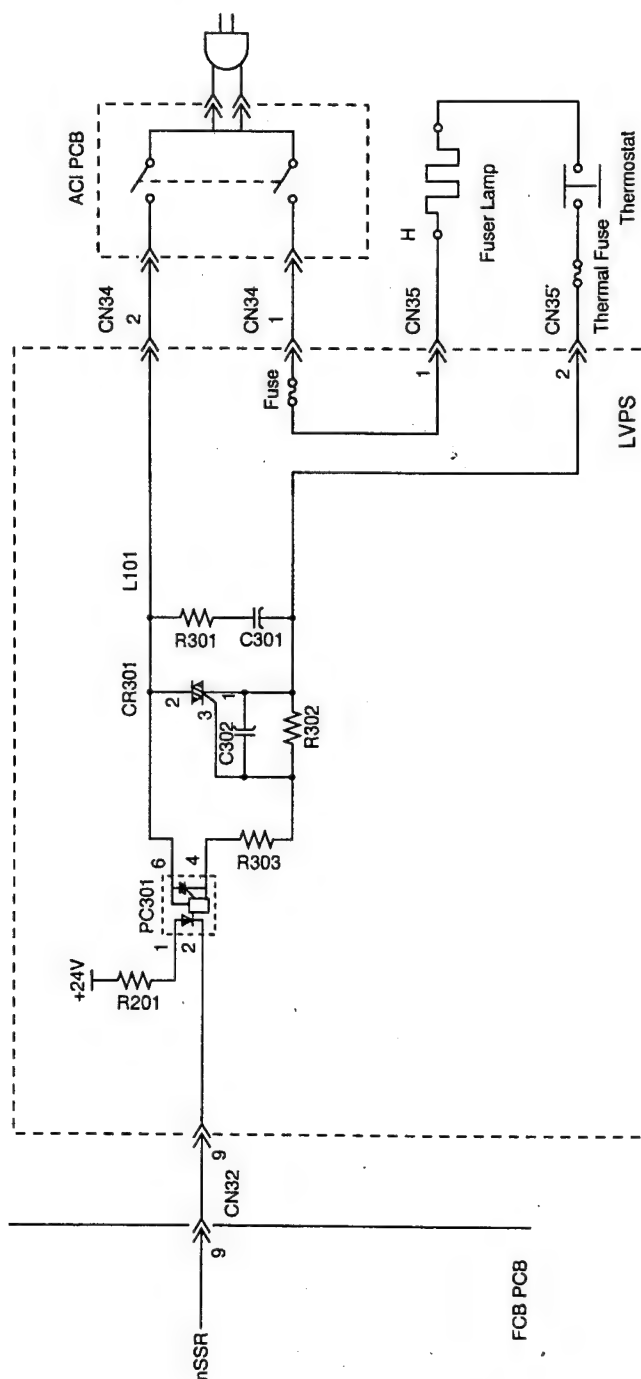 ACI PCB
CN34
2
CN34
1
Fuse
H
Fuser Lamp
CN35
1
Thermostat
Thermal Fuse
CN35'
2
LVPS
L101
R301
C301
CR301
2
3
1
C302
R302
6
4
PC301
1
2
R303
+24V
R201
9
CN32
9
nSSR
FCB PCB